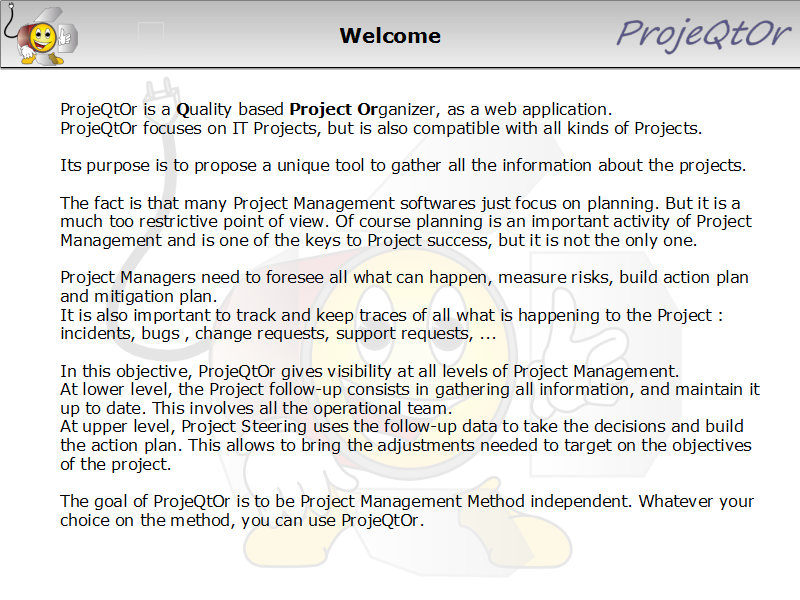 Welcome
ProjeQtOr
ProjeQtOr is a Quality based Project Organizer, as a web application.
ProjeQtOr focuses on IT Projects, but is also compatible with all kinds of Projects.
Its purpose is to propose a unique tool to gather all the information about the projects.
The fact is that many Project Management softwares just focus on planning. But it is a
much too restrictive point of view. Of course planning is an important activity of Project
Management and is one of the keys to Project success, but it is not the only one.
Project Managers need to foresee all what can happen, measure risks, build action plan
and mitigation plan.
It is also important to track and keep traces of all what is happening to the Project :
incidents, bugs , change requests, support requests, ...
In this objective, ProjeQtOr gives visibility at all levels of Project Management.
At lower level, the Project follow-up consists in gathering all information, and maintain it
up to date. This involves all the operational team.
At upper level, Project Steering uses the follow-up data to take the decisions and build
the action plan. This allows to bring the adjustments needed to target on the objectives
of the project.
The goal of ProjeQtOr is to be Project Management Method independent. Whatever your
choice on the method, you can use ProjeQtOr.